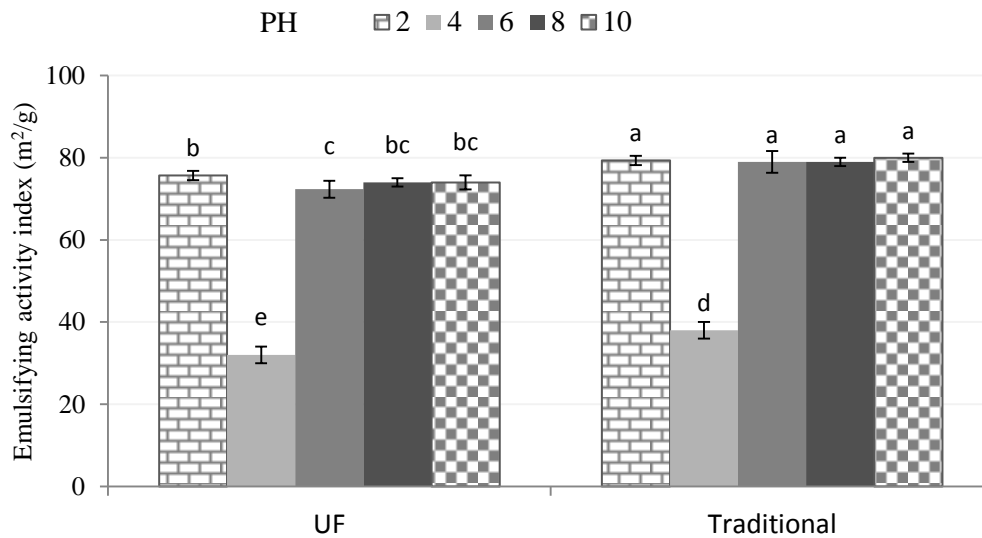 PH 2 4 6 8 10
Emulsifying activity index (m²/g)
100
80
60
40
20
0
b
e
c
bc
bc
a
d
a
a
a
UF
Traditional